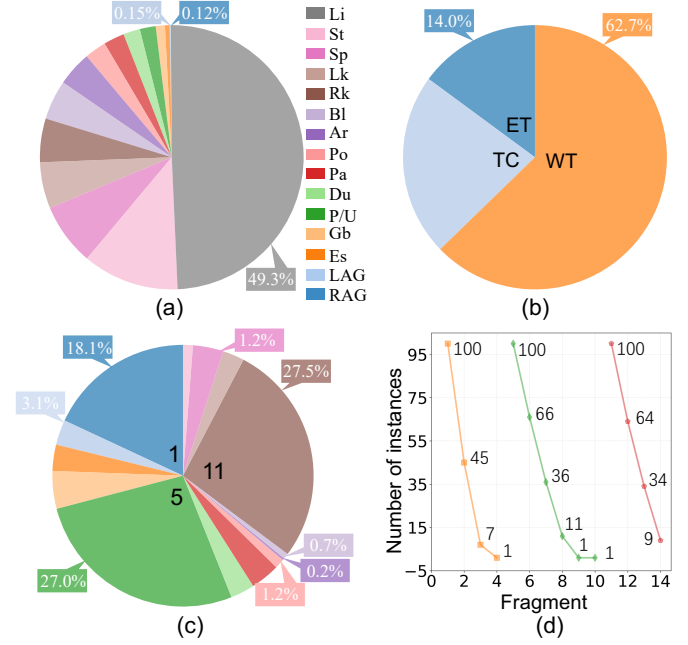 0.15%
0.12%
49.3%
Li
St
Sp
Lk
Rk
Bl
Ar
Po
Pa
Du
P/U
Gb
Es
LAG
RAG
(a)
14.0%
62.7%
ET
TC
WT
(b)
18.1%
1.2%
27.5%
3.1%
1
11
5
0.7%
0.2%
27.0%
1.2%
(c)
Number of instances
95
75
55
35
15
−5
100
100
100
66
64
45
36
34
7
11
9
1
1
1
0 2 4 6 8 10 12 14
Fragment
(d)